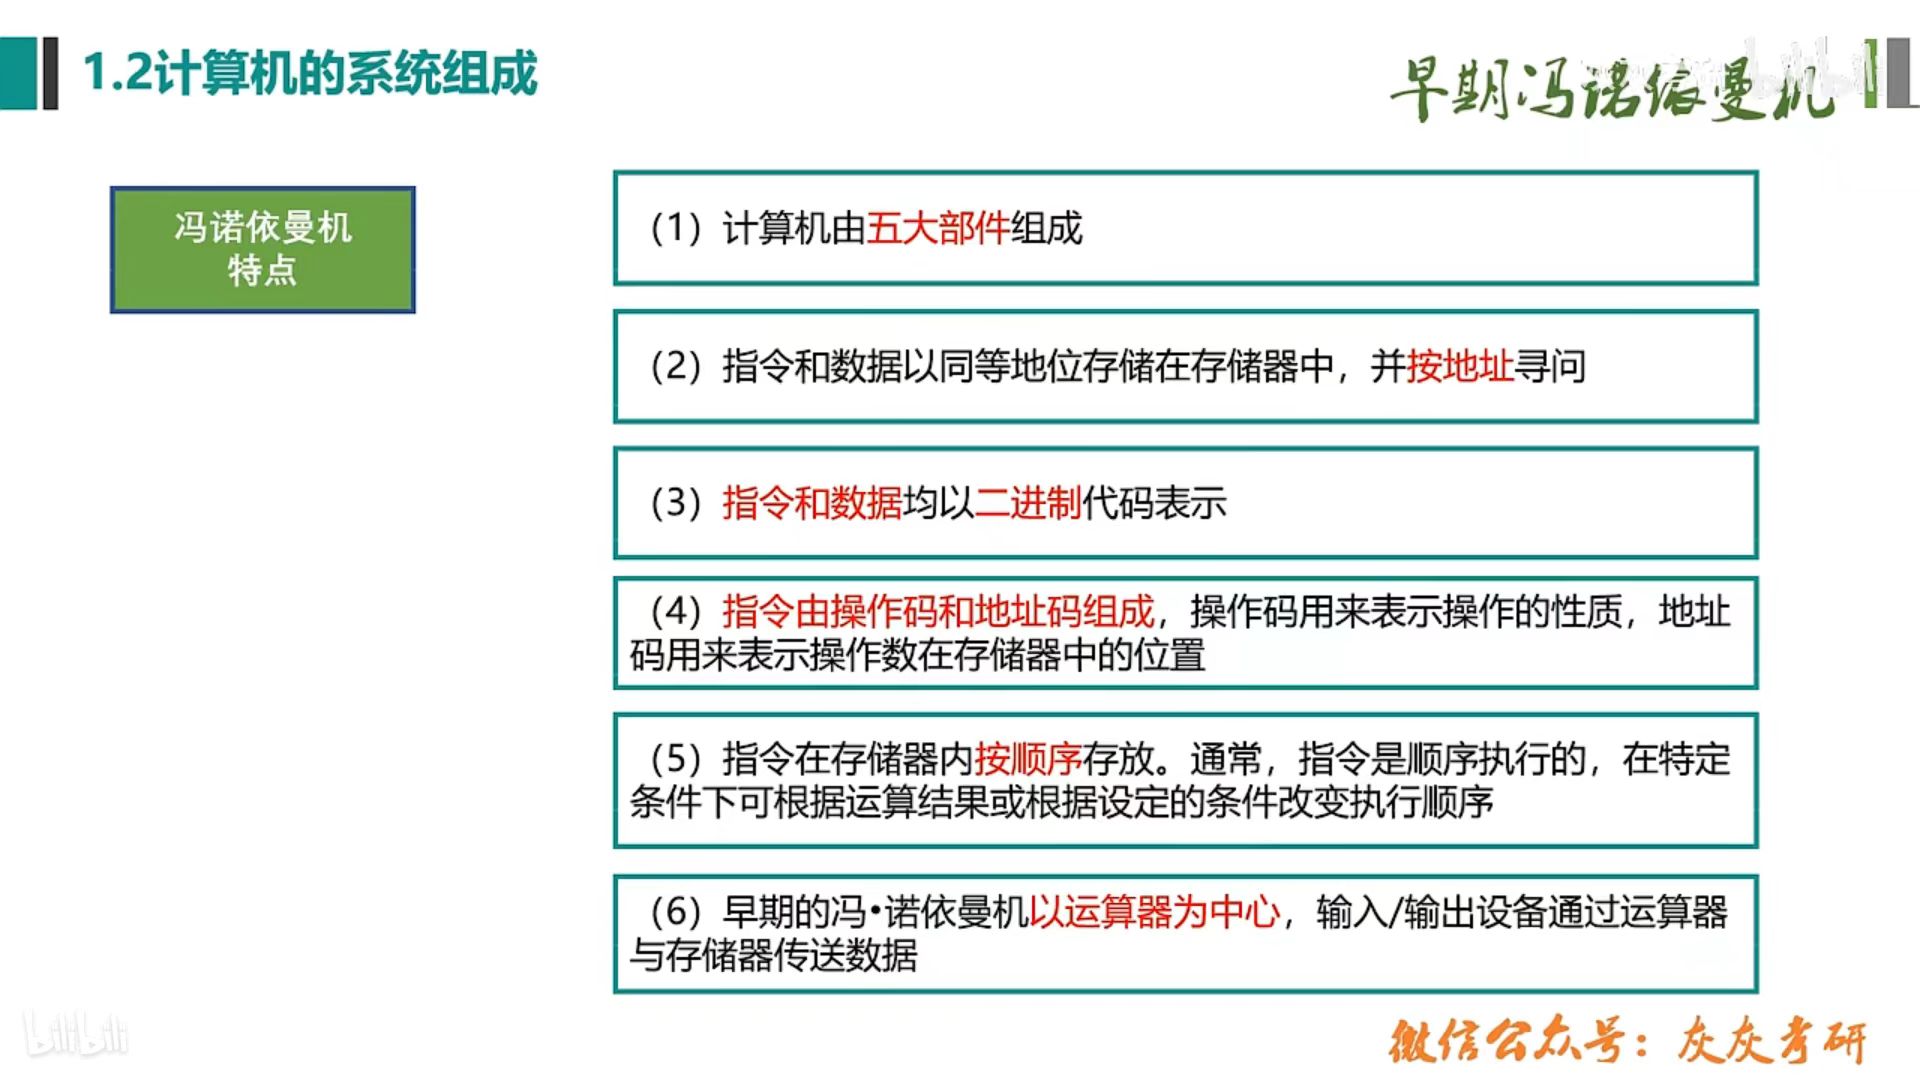 1.2计算机的系统组成
早期冯诺依曼机
bilibili
冯诺依曼机
特点
（1）计算机由五大部件组成
（2）指令和数据以同等地位存储在存储器中，并按地址寻问
（3）指令和数据均以二进制代码表示
（4）指令由操作码和地址码组成，操作码用来表示操作的性质，地址
码用来表示操作数在存储器中的位置
（5）指令在存储器内按顺序存放。通常，指令是顺序执行的，在特定
条件下可根据运算结果或根据设定的条件改变执行顺序
（6）早期的冯•诺依曼机以运算器为中心，输入/输出设备通过运算器
与存储器传送数据
bilibili
微信公众号：灰灰考研